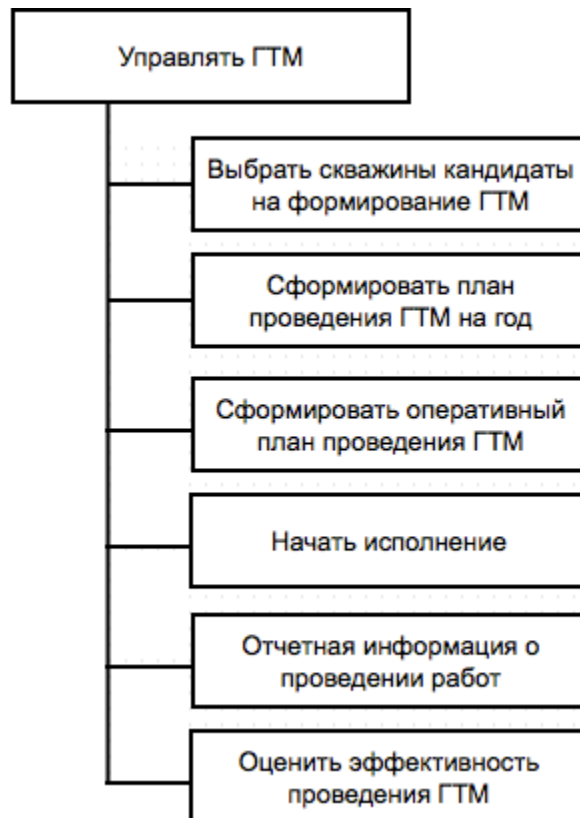 Управлять ГТМ
Выбрать скважины кандидаты
на формирование ГТМ
Сформировать план
проведения ГТМ на год
Сформировать оперативный
план проведения ГТМ
Начать исполнение
Отчетная информация о
проведении работ
Оценить эффективность
проведения ГТМ